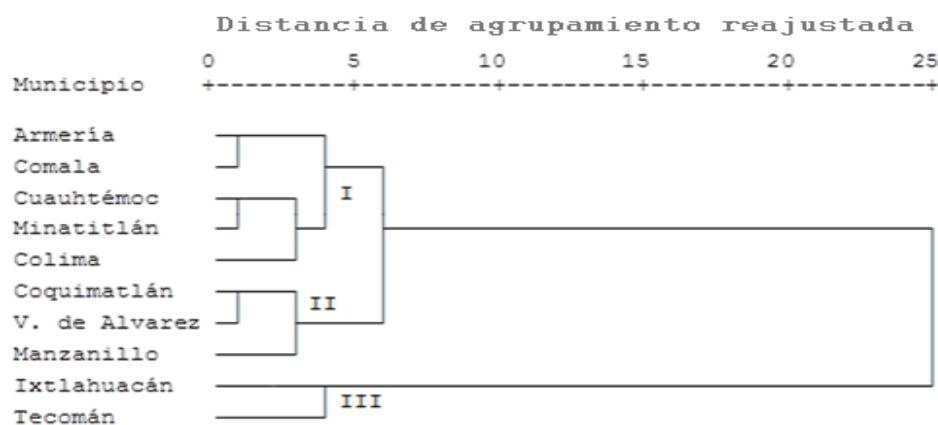 Distancia de agrupamiento reajustada
0 5 10 15 20 25
Municipio
Armería
Comala
Cuauhtémoc
I
Minatitlán
Colima
Coquimatlán
II
V. de Alvarez
Manzanillo
Ixtlahuacán
III
Tecomán